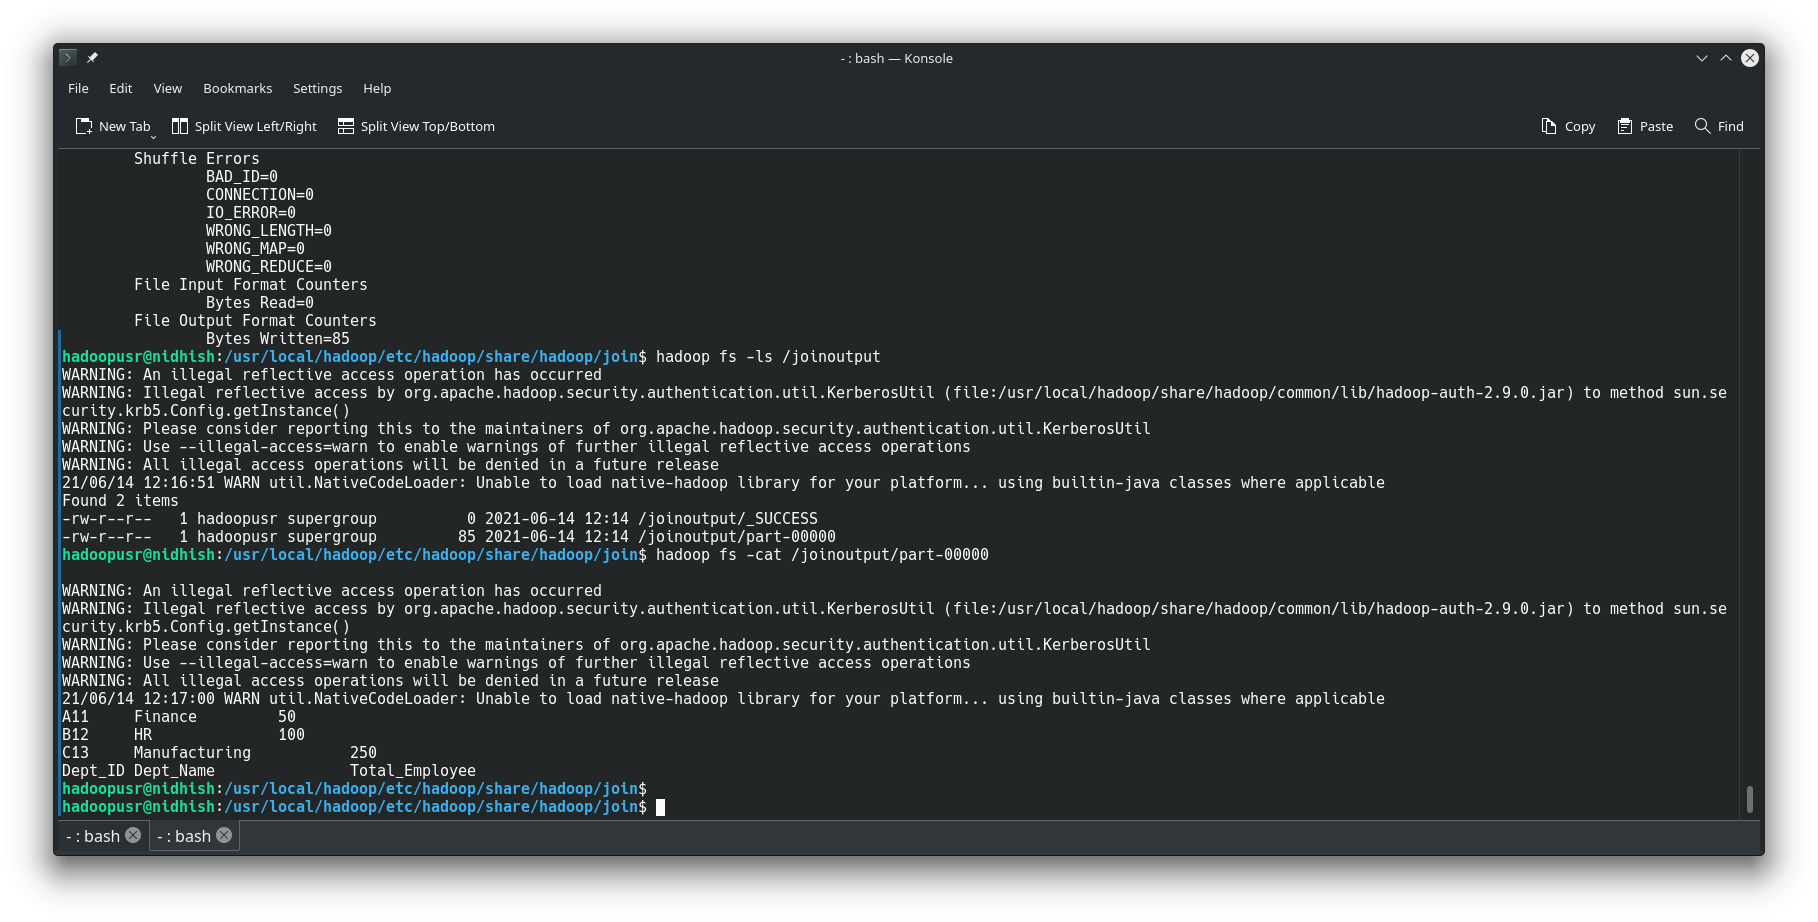 - : bash — Konsole
File Edit View Bookmarks Settings Help
New Tab Split View Left/Right Split View Top/Bottom Copy Paste Find
Shuffle Errors
BAD_ID=0
CONNECTION=0
IO_ERROR=0
WRONG_LENGTH=0
WRONG_MAP=0
WRONG_REDUCE=0
File Input Format Counters
Bytes Read=0
File Output Format Counters
Bytes Written=85
hadoopusr@nidhish:/usr/local/hadoop/etc/hadoop/share/hadoop/join$ hadoop fs -ls /joinoutput
WARNING: An illegal reflective access operation has occurred
WARNING: Illegal reflective access by org.apache.hadoop.security.authentication.util.KerberosUtil (file:/usr/local/hadoop/share/hadoop/common/lib/hadoop-auth-2.9.0.jar) to method sun.se
curity.krb5.Config.getInstance()
WARNING: Please consider reporting this to the maintainers of org.apache.hadoop.security.authentication.util.KerberosUtil
WARNING: Use --illegal-access=warn to enable warnings of further illegal reflective access operations
WARNING: All illegal access operations will be denied in a future release
21/06/14 12:16:51 WARN util.NativeCodeLoader: Unable to load native-hadoop library for your platform... using builtin-java classes where applicable
Found 2 items
-rw-r--r--   1 hadoopusr supergroup          0 2021-06-14 12:14 /joinoutput/_SUCCESS
-rw-r--r--   1 hadoopusr supergroup         85 2021-06-14 12:14 /joinoutput/part-00000
hadoopusr@nidhish:/usr/local/hadoop/etc/hadoop/share/hadoop/join$ hadoop fs -cat /joinoutput/part-00000
WARNING: An illegal reflective access operation has occurred
WARNING: Illegal reflective access by org.apache.hadoop.security.authentication.util.KerberosUtil (file:/usr/local/hadoop/share/hadoop/common/lib/hadoop-auth-2.9.0.jar) to method sun.se
curity.krb5.Config.getInstance()
WARNING: Please consider reporting this to the maintainers of org.apache.hadoop.security.authentication.util.KerberosUtil
WARNING: Use --illegal-access=warn to enable warnings of further illegal reflective access operations
WARNING: All illegal access operations will be denied in a future release
21/06/14 12:17:00 WARN util.NativeCodeLoader: Unable to load native-hadoop library for your platform... using builtin-java classes where applicable
A11     Finance         50
B12     HR              100
C13     Manufacturing           250
Dept_ID Dept_Name               Total_Employee
hadoopusr@nidhish:/usr/local/hadoop/etc/hadoop/share/hadoop/join$
hadoopusr@nidhish:/usr/local/hadoop/etc/hadoop/share/hadoop/join$
- : bash - : bash